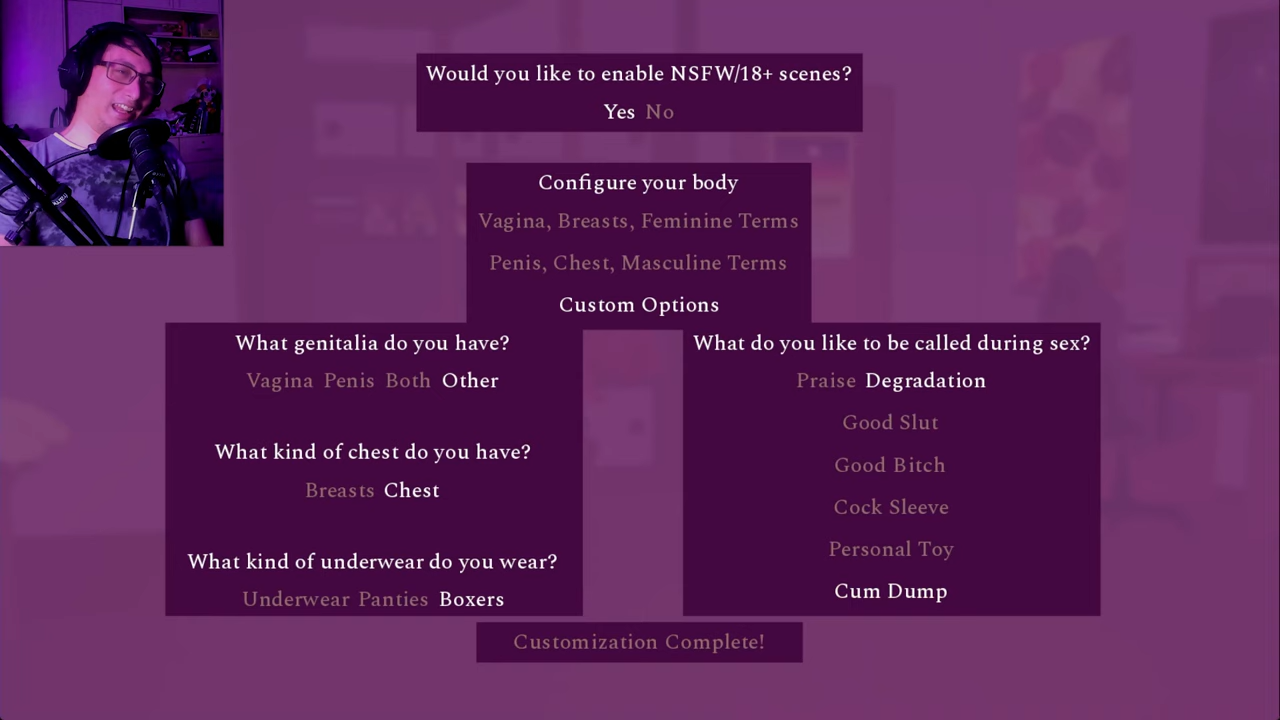 Would you like to enable NSFW/18+ scenes?
Yes No
Configure your body
Vagina, Breasts, Feminine Terms
Penis, Chest, Masculine Terms
Custom Options
What genitalia do you have?
Vagina Penis Both Other
What kind of chest do you have?
Breasts Chest
What kind of underwear do you wear?
Underwear Panties Boxers
What do you like to be called during sex?
Praise Degradation
Good Slut
Good Bitch
Cock Sleeve
Personal Toy
Cum Dump
Customization Complete!